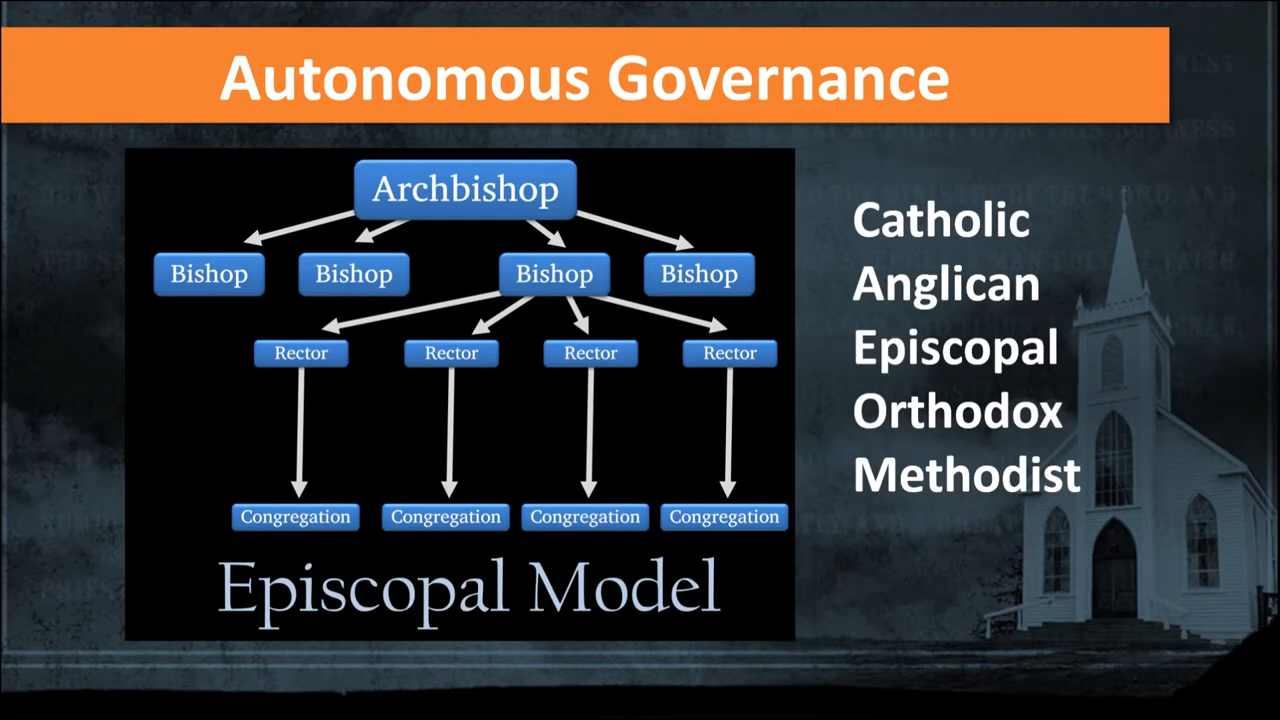 Autonomous Governance
Archbishop
Bishop Bishop Bishop Bishop
Rector Rector Rector Rector
Congregation Congregation Congregation Congregation
Episcopal Model
Catholic
Anglican
Episcopal
Orthodox
Methodist